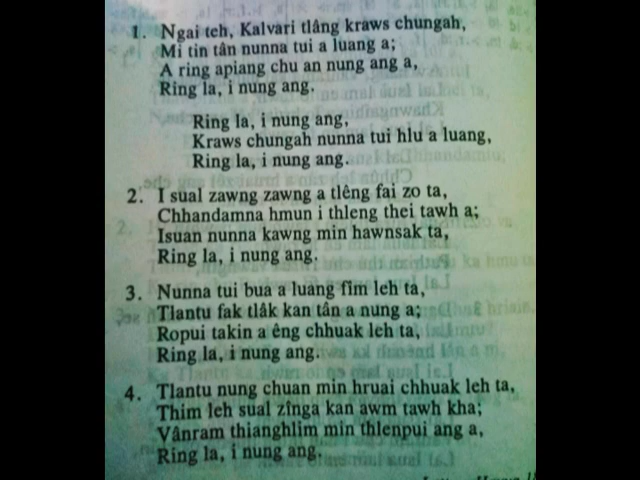 1. Ngai teh, Kalvari tlâng kraws chungah,
Mi tin tân nunna tui a luang a;
A ring apiang chu an nung ang a,
Ring la, i nung ang.
Ring la, i nung ang,
Kraws chungah nunna tui hlu a luang,
Ring la, i nung ang.
2. I sual zawng zawng a tlêng fai zo ta,
Chhandamna hmun i thleng thei tawh a;
Isuan nunna kawng min hawnsak ta,
Ring la, i nung ang.
3. Nunna tui bua a luang fîm leh ta,
Tlantu fak tlâk kan tân a nung a;
Ropui takin a êng chhuak leh ta,
Ring la, i nung ang.
4. Tlantu nung chuan min hruai chhuak leh ta,
Thim leh sual zînga kan awm tawh kha;
Vânram thianghlim min thlenpui ang a,
Ring la, i nung ang.